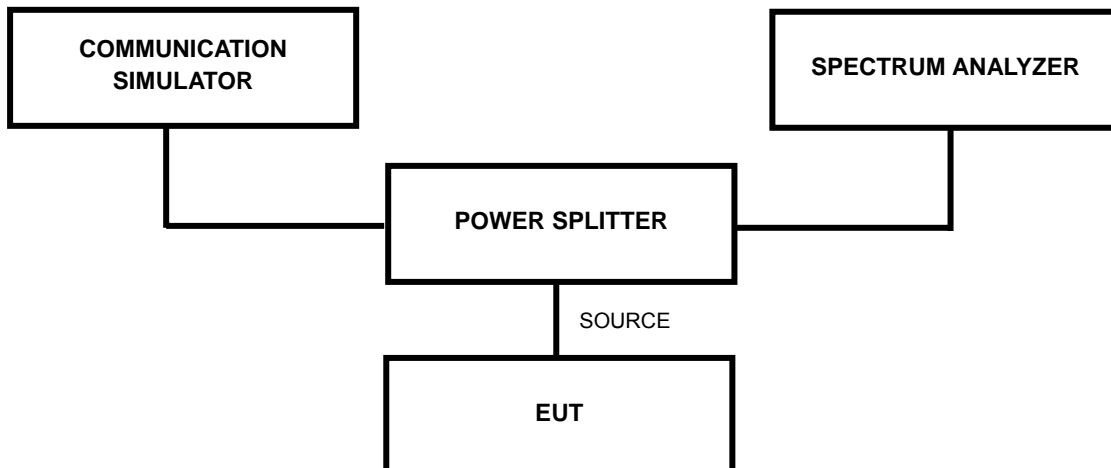 COMMUNICATION
SIMULATOR
SPECTRUM ANALYZER
POWER SPLITTER
SOURCE
EUT